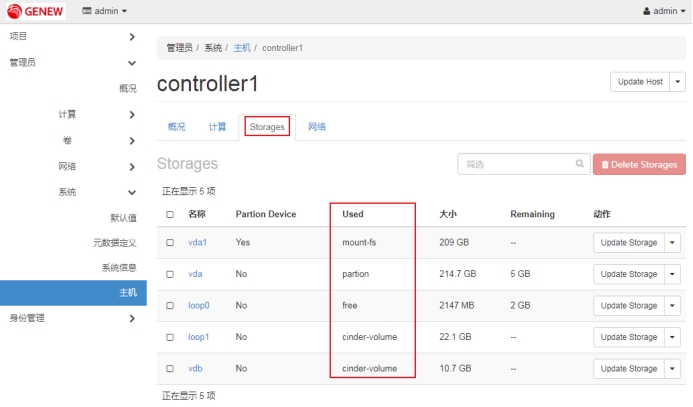 GENEW admin admin
项目
管理员
概况
计算
卷
网络
系统
默认值
元数据定义
系统信息
主机
身份管理
管理员 / 系统 / 主机 / controller1
controller1 Update Host
概况 计算 Storages 网络
Storages 筛选 Delete Storages
正在显示 5 项
名称 Partion Device Used 大小 Remaining 动作
vda1 Yes mount-fs 209 GB -- Update Storage
vda No partion 214.7 GB 5 GB Update Storage
loop0 No free 2147 MB 2 GB Update Storage
loop1 No cinder-volume 22.1 GB -- Update Storage
vdb No cinder-volume 10.7 GB -- Update Storage
正在显示 5 项